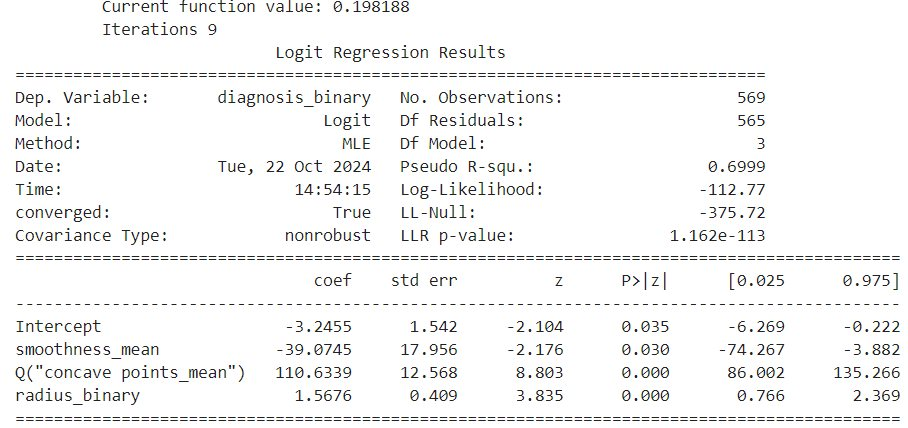 Current function value: 0.198188
Iterations 9
Logit Regression Results
==============================================================================
Dep. Variable: diagnosis_binary No. Observations: 569
Model: Logit Df Residuals: 565
Method: MLE Df Model: 3
Date: Tue, 22 Oct 2024 Pseudo R-squ.: 0.6999
Time: 14:54:15 Log-Likelihood: -112.77
converged: True LL-Null: -375.72
Covariance Type: nonrobust LLR p-value: 1.162e-113
============================================================================================
coef std err z P>|z| [0.025 0.975]
--------------------------------------------------------------------------------------------
Intercept -3.2455 1.542 -2.104 0.035 -6.269 -0.222
smoothness_mean -39.0745 17.956 -2.176 0.030 -74.267 -3.882
Q("concave points_mean") 110.6339 12.568 8.803 0.000 86.002 135.266
radius_binary 1.5676 0.409 3.835 0.000 0.766 2.369
============================================================================================